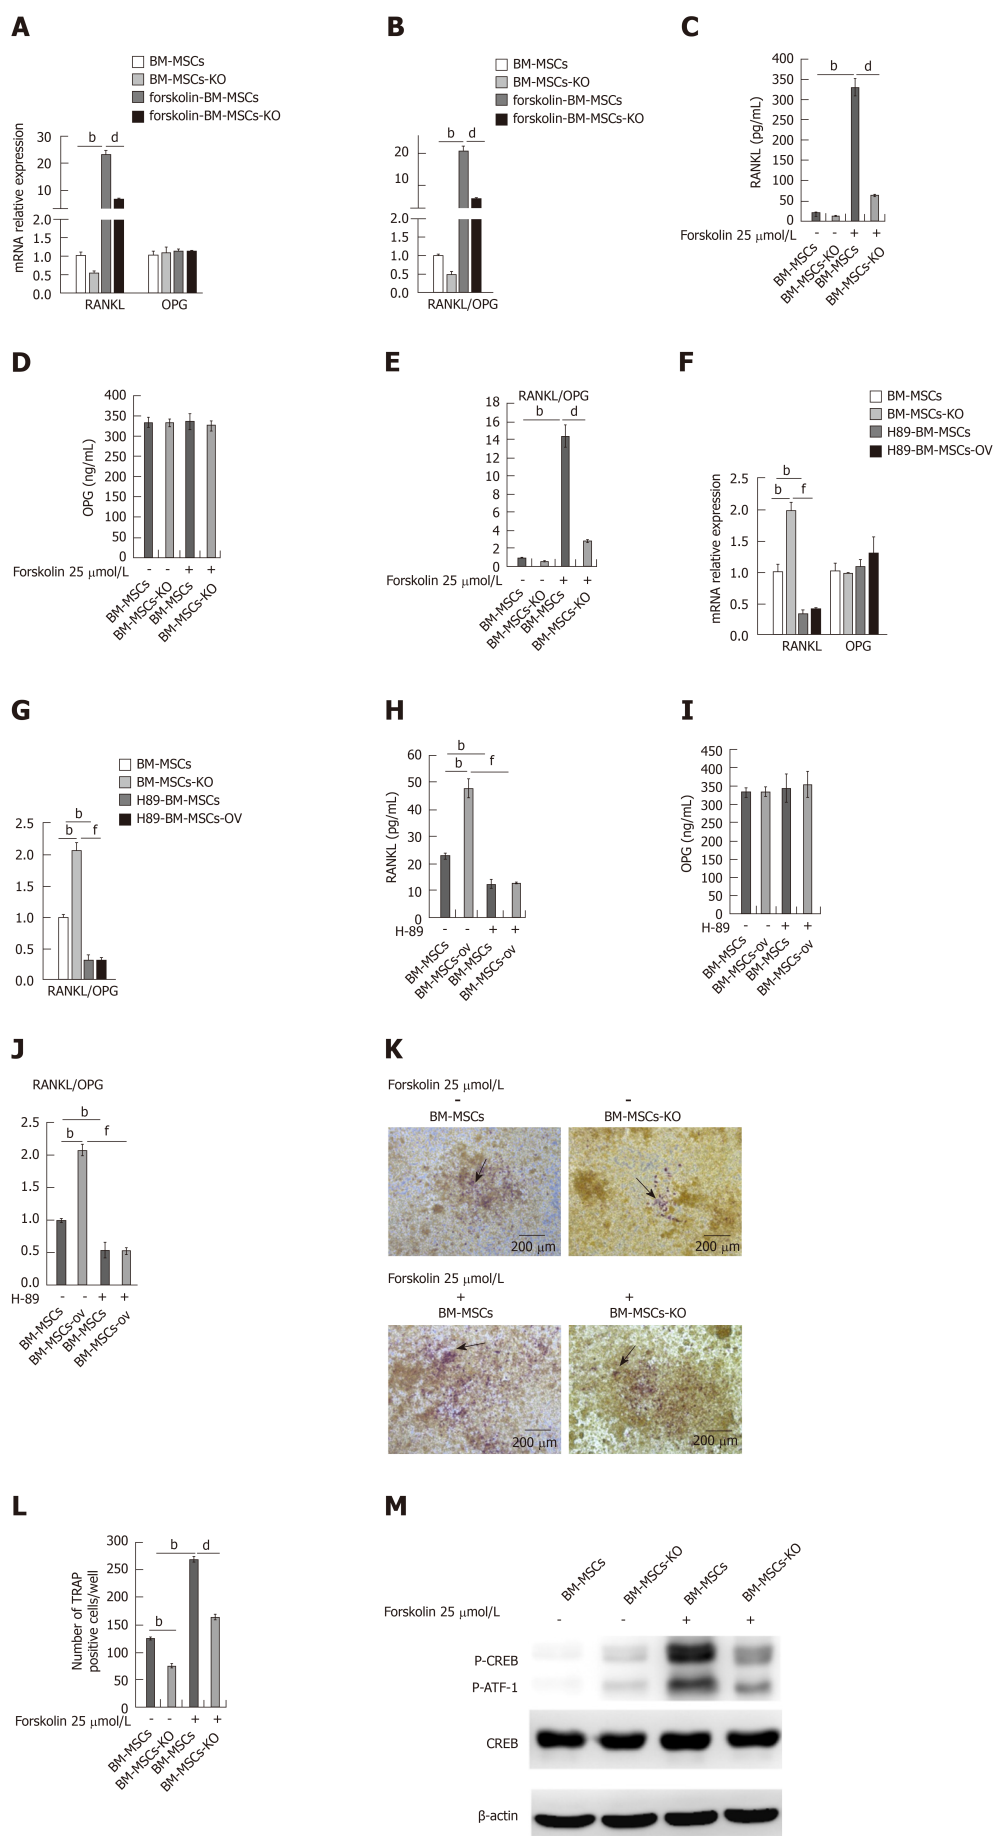 A
BM-MSCs
BM-MSCs-KO
forskolin-BM-MSCs
forskolin-BM-MSCs-KO
mRNA relative expression
30
20
10
2.0
1.0
0.5
0.0
b
d
RANKL
OPG
B
BM-MSCs
BM-MSCs-KO
forskolin-BM-MSCs
forskolin-BM-MSCs-KO
20
10
2.0
1.0
0.5
0.0
b
d
RANKL/OPG
C
RANKL (pg/mL)
400
350
300
250
200
150
100
50
0
b
d
Forskolin 25 μmol/L
- - + +
BM-MSCs
BM-MSCs-KO
BM-MSCs
BM-MSCs-KO
D
OPG (ng/mL)
400
350
300
250
200
150
100
50
0
Forskolin 25 μmol/L
- - + +
BM-MSCs
BM-MSCs-KO
BM-MSCs
BM-MSCs-KO
E
RANKL/OPG
18
16
14
12
10
8
6
4
2
0
b
d
Forskolin 25 μmol/L
- - + +
BM-MSCs
BM-MSCs-KO
BM-MSCs
BM-MSCs-KO
F
BM-MSCs
BM-MSCs-KO
H89-BM-MSCs
H89-BM-MSCs-OV
mRNA relative expression
2.5
2.0
1.5
1.0
0.5
0.0
b
b
f
RANKL
OPG
G
BM-MSCs
BM-MSCs-KO
H89-BM-MSCs
H89-BM-MSCs-OV
2.5
2.0
1.5
1.0
0.5
0.0
b
b
f
RANKL/OPG
H
RANKL (pg/mL)
60
50
40
30
20
10
0
b
b
f
H-89
- - + +
BM-MSCs
BM-MSCs-ov
BM-MSCs
BM-MSCs-ov
I
OPG (ng/mL)
450
400
350
300
250
200
150
100
50
0
H-89
- - + +
BM-MSCs
BM-MSCs-ov
BM-MSCs
BM-MSCs-ov
J
RANKL/OPG
2.5
2.0
1.5
1.0
0.5
0.0
b
b
f
H-89
- - + +
BM-MSCs
BM-MSCs-ov
BM-MSCs
BM-MSCs-ov
K
Forskolin 25 μmol/L
- -
BM-MSCs
BM-MSCs-KO
200 μm
200 μm
Forskolin 25 μmol/L
+ +
BM-MSCs
BM-MSCs-KO
200 μm
200 μm
L
Number of TRAP
positive cells/well
300
250
200
150
100
50
0
b
b
d
Forskolin 25 μmol/L
- - + +
BM-MSCs
BM-MSCs-KO
BM-MSCs
BM-MSCs-KO
M
BM-MSCs
BM-MSCs-KO
BM-MSCs
BM-MSCs-KO
Forskolin 25 μmol/L
- - + +
P-CREB
P-ATF-1
CREB
β-actin